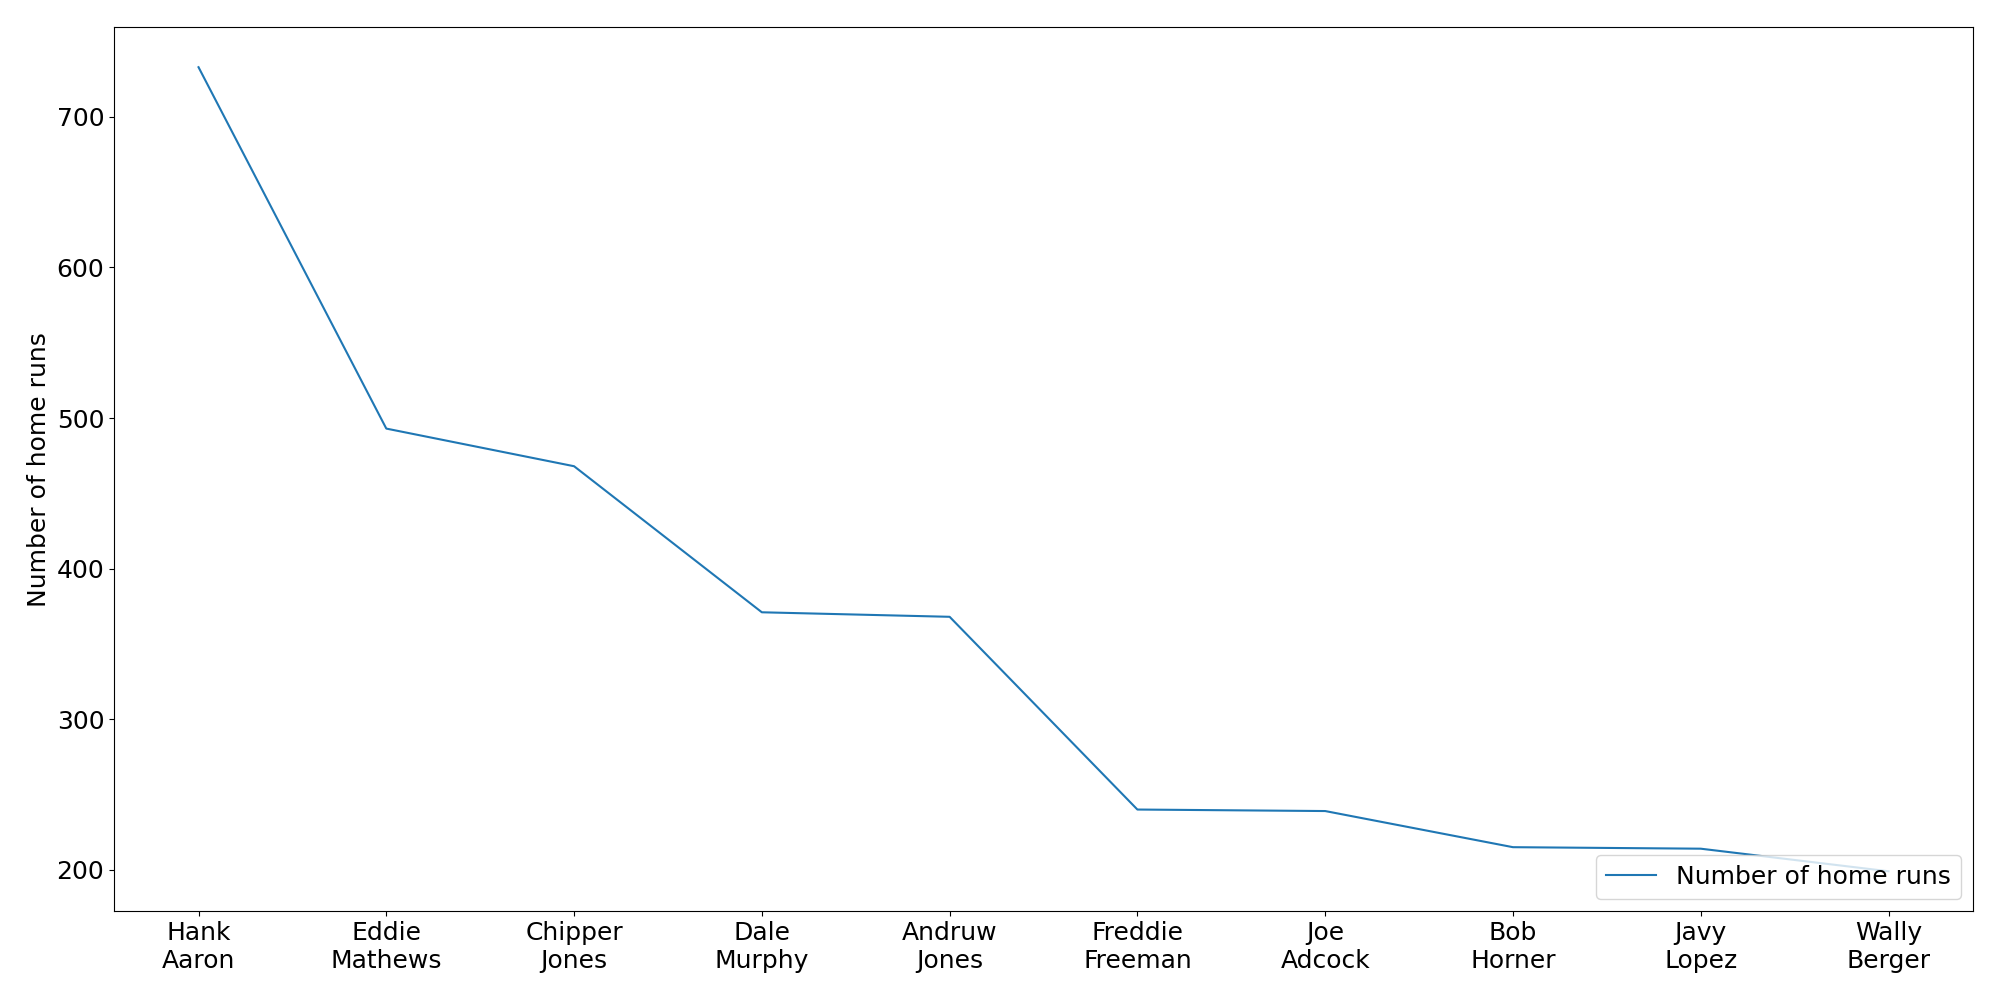 Number of home runs
700
600
500
400
300
200
Number of home runs
Hank
Aaron
Eddie
Mathews
Chipper
Jones
Dale
Murphy
Andruw
Jones
Freddie
Freeman
Joe
Adcock
Bob
Horner
Javy
Lopez
Wally
Berger